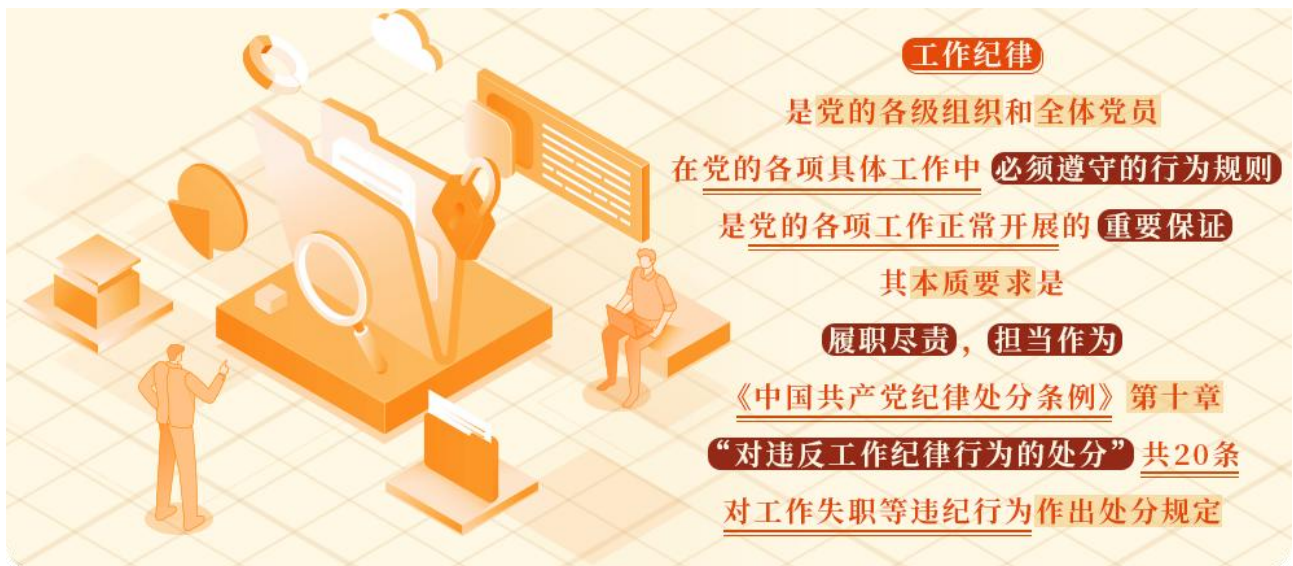 工作纪律
是党的各级组织和全体党员
在党的各项具体工作中 必须遵守的行为规则
是党的各项工作正常开展的 重要保证
其本质要求是
履职尽责，担当作为
《中国共产党纪律处分条例》第十章
“对违反工作纪律行为的处分” 共20条
对工作失职等违纪行为作出处分规定